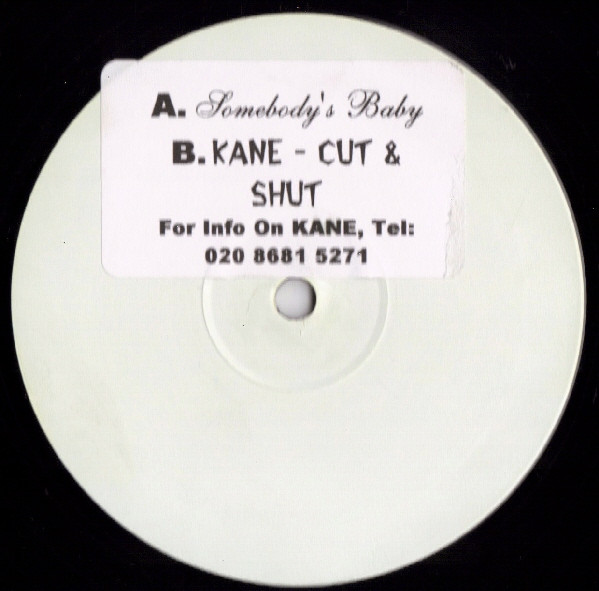 A. Somebody's Baby
B. KANE - CUT &
SHUT
For Info On KANE, Tel:
020 8681 5271